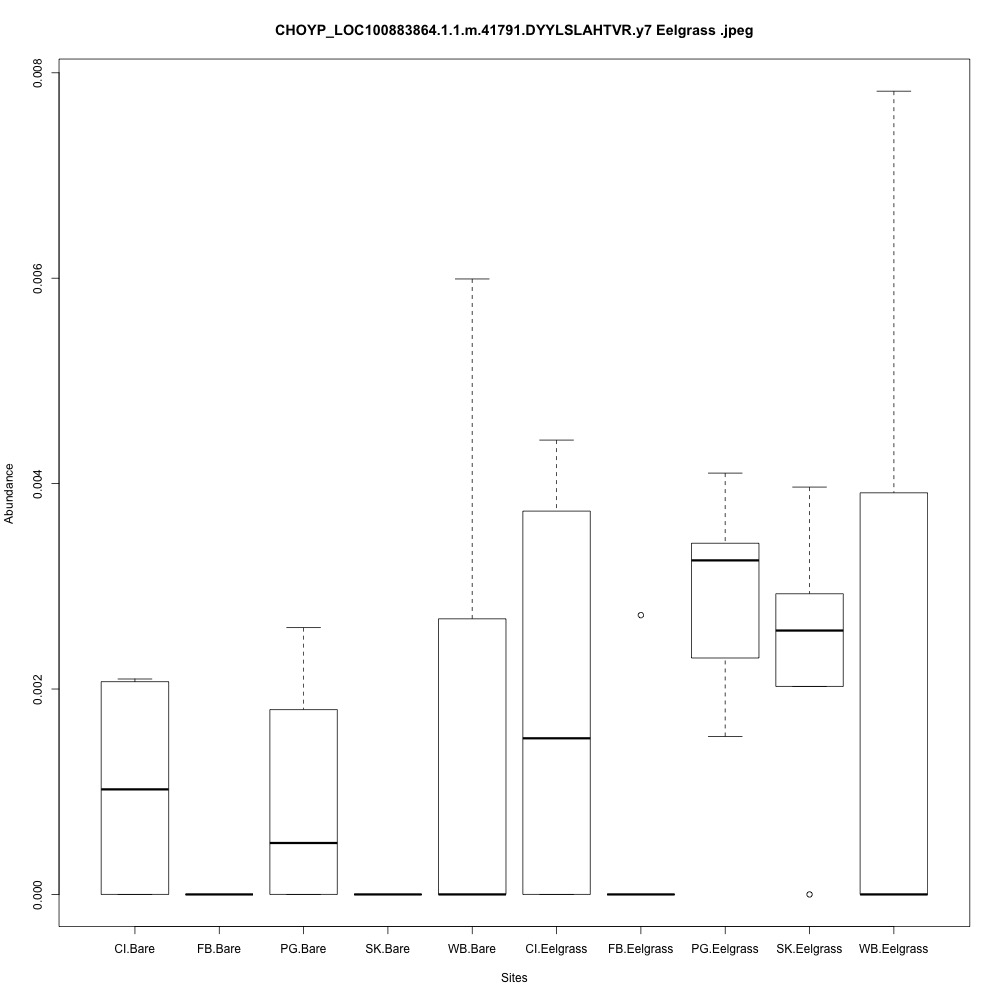 CHOYP_LOC100883864.1.1.m.41791.DYYLSLAHTVR.y7 Eelgrass .jpeg
0.008
0.006
0.004
0.002
0.000
Abundance
CI.Bare FB.Bare PG.Bare SK.Bare WB.Bare CI.Eelgrass FB.Eelgrass PG.Eelgrass SK.Eelgrass WB.Eelgrass
Sites